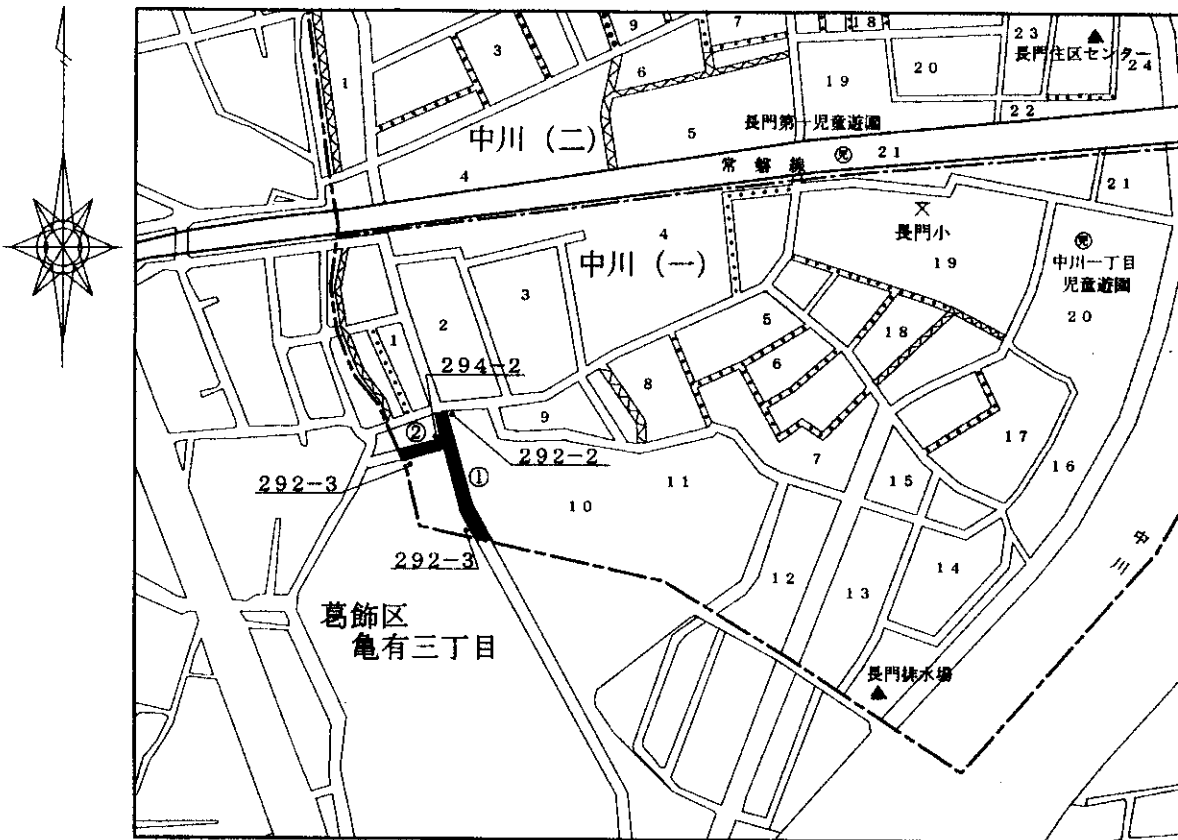 9
7
18
23
3
長門住区センター
24
1
6
19
20
22
中川(二)
5
長門第一児童遊園
4
常磐線
児
21
21
4
長門小
中川(一)
19
児
中川一丁目
児童遊園
3
20
2
5
18
1
6
294-2
8
9
17
②
292-2
7
16
292-3
①
11
15
10
中川
292-3
12
14
13
葛飾区
亀有三丁目
長門排水場